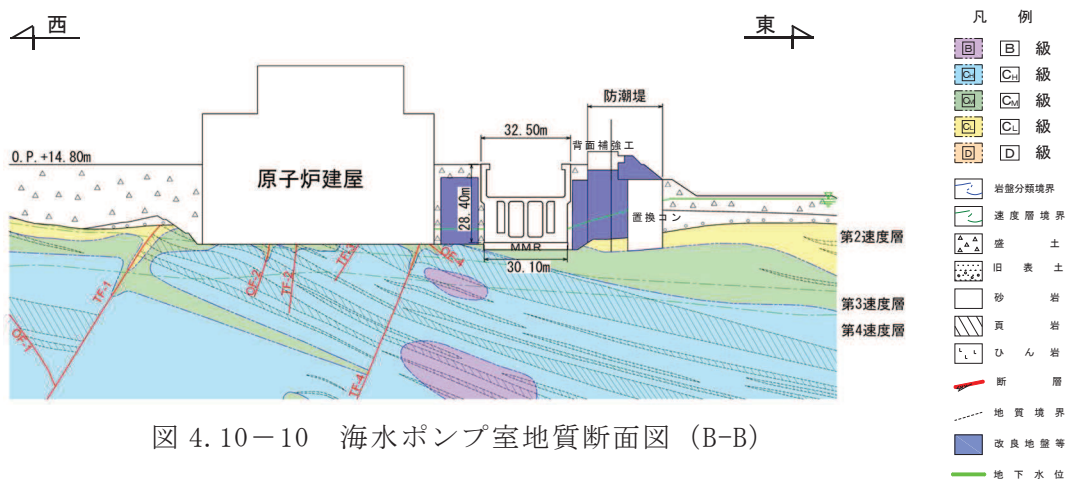 西
東
防潮堤
32.50m
背面補強工
O.P.+14.80m
原子炉建屋
28.40m
置換コン
MMR
30.10m
第2速度層
第3速度層
第4速度層
OF-1
TF-1
OF-2
TF-2
OF-4
TF-4
図 4.10－10 海水ポンプ室地質断面図 (B-B)
凡 例
B B 級
CH CH 級
CM CM 級
CL CL 級
D D 級
岩盤分類境界
速度層境界
盛 土
旧 表 土
砂 岩
頁 岩
ひ ん 岩
断 層
地 質 境 界
改 良 地 盤 等
地 下 水 位